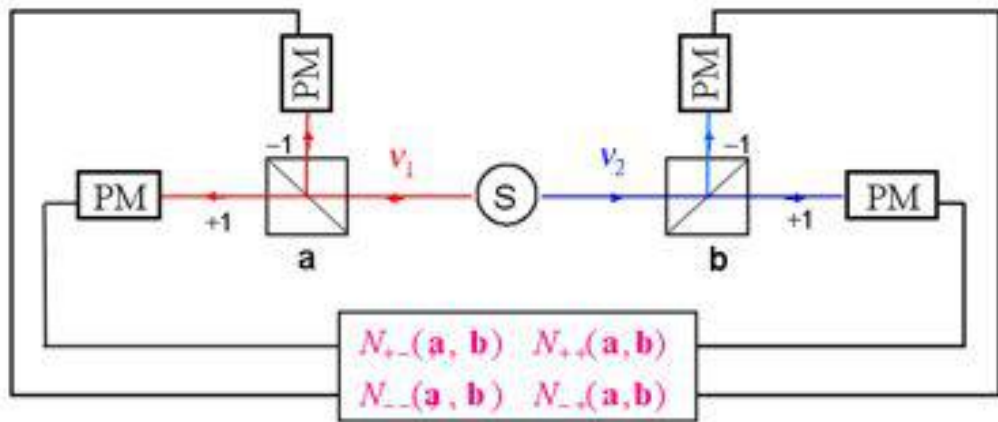 PM PM
−1 ν₁ S ν₂ −1
PM +1 +1 PM
a b
N₊₋(a, b) N₊₊(a,b)
N₋₋(a, b) N₋₊(a,b)